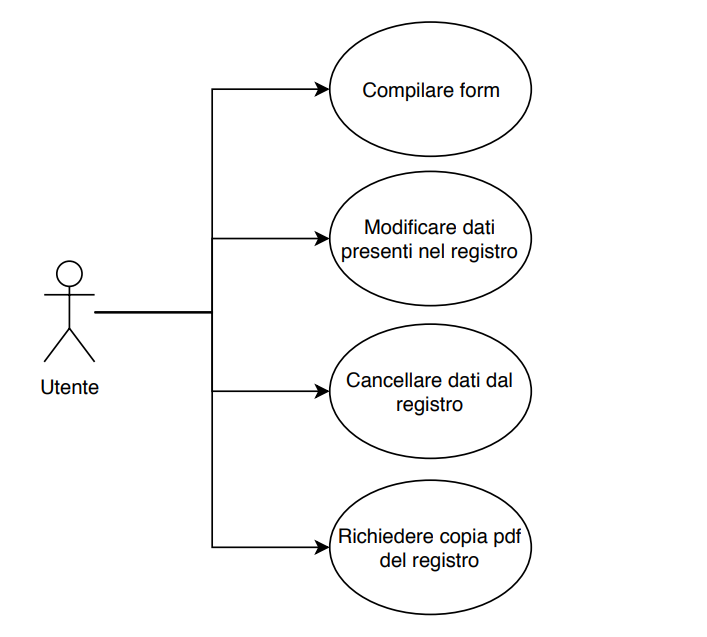 Compilare form
Modificare dati
presenti nel registro
Utente
Cancellare dati dal
registro
Richiedere copia pdf
del registro